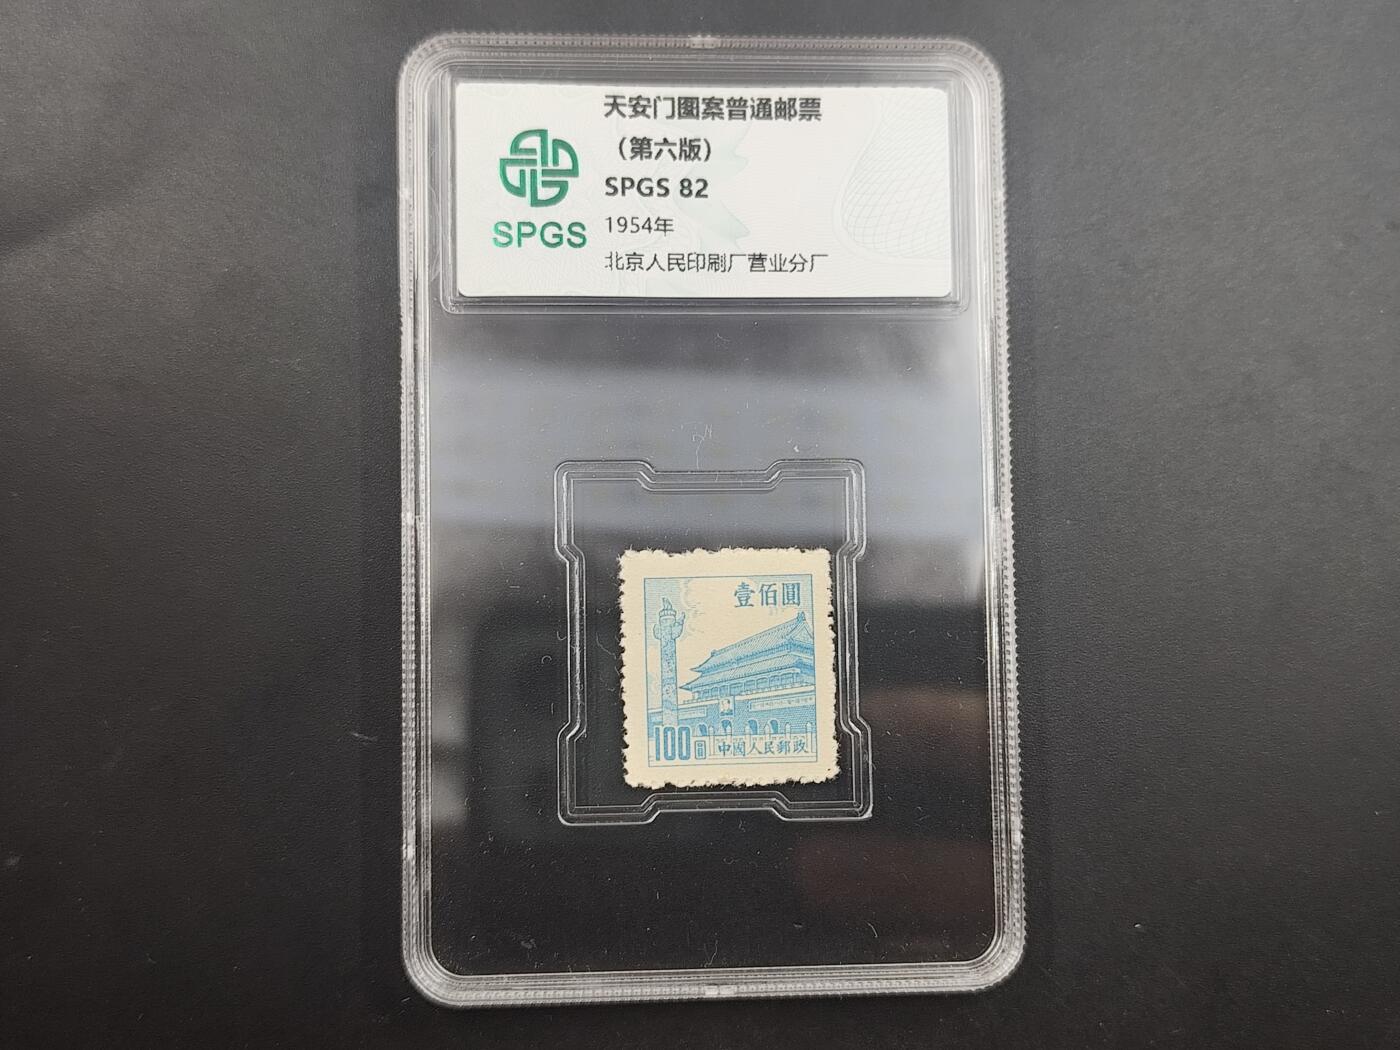 天安门图案普通邮票
（第六版）
SPGS 82
1954年
北京人民印刷厂营业分厂
SPGS
壹佰圓
100圓
中國人民郵政